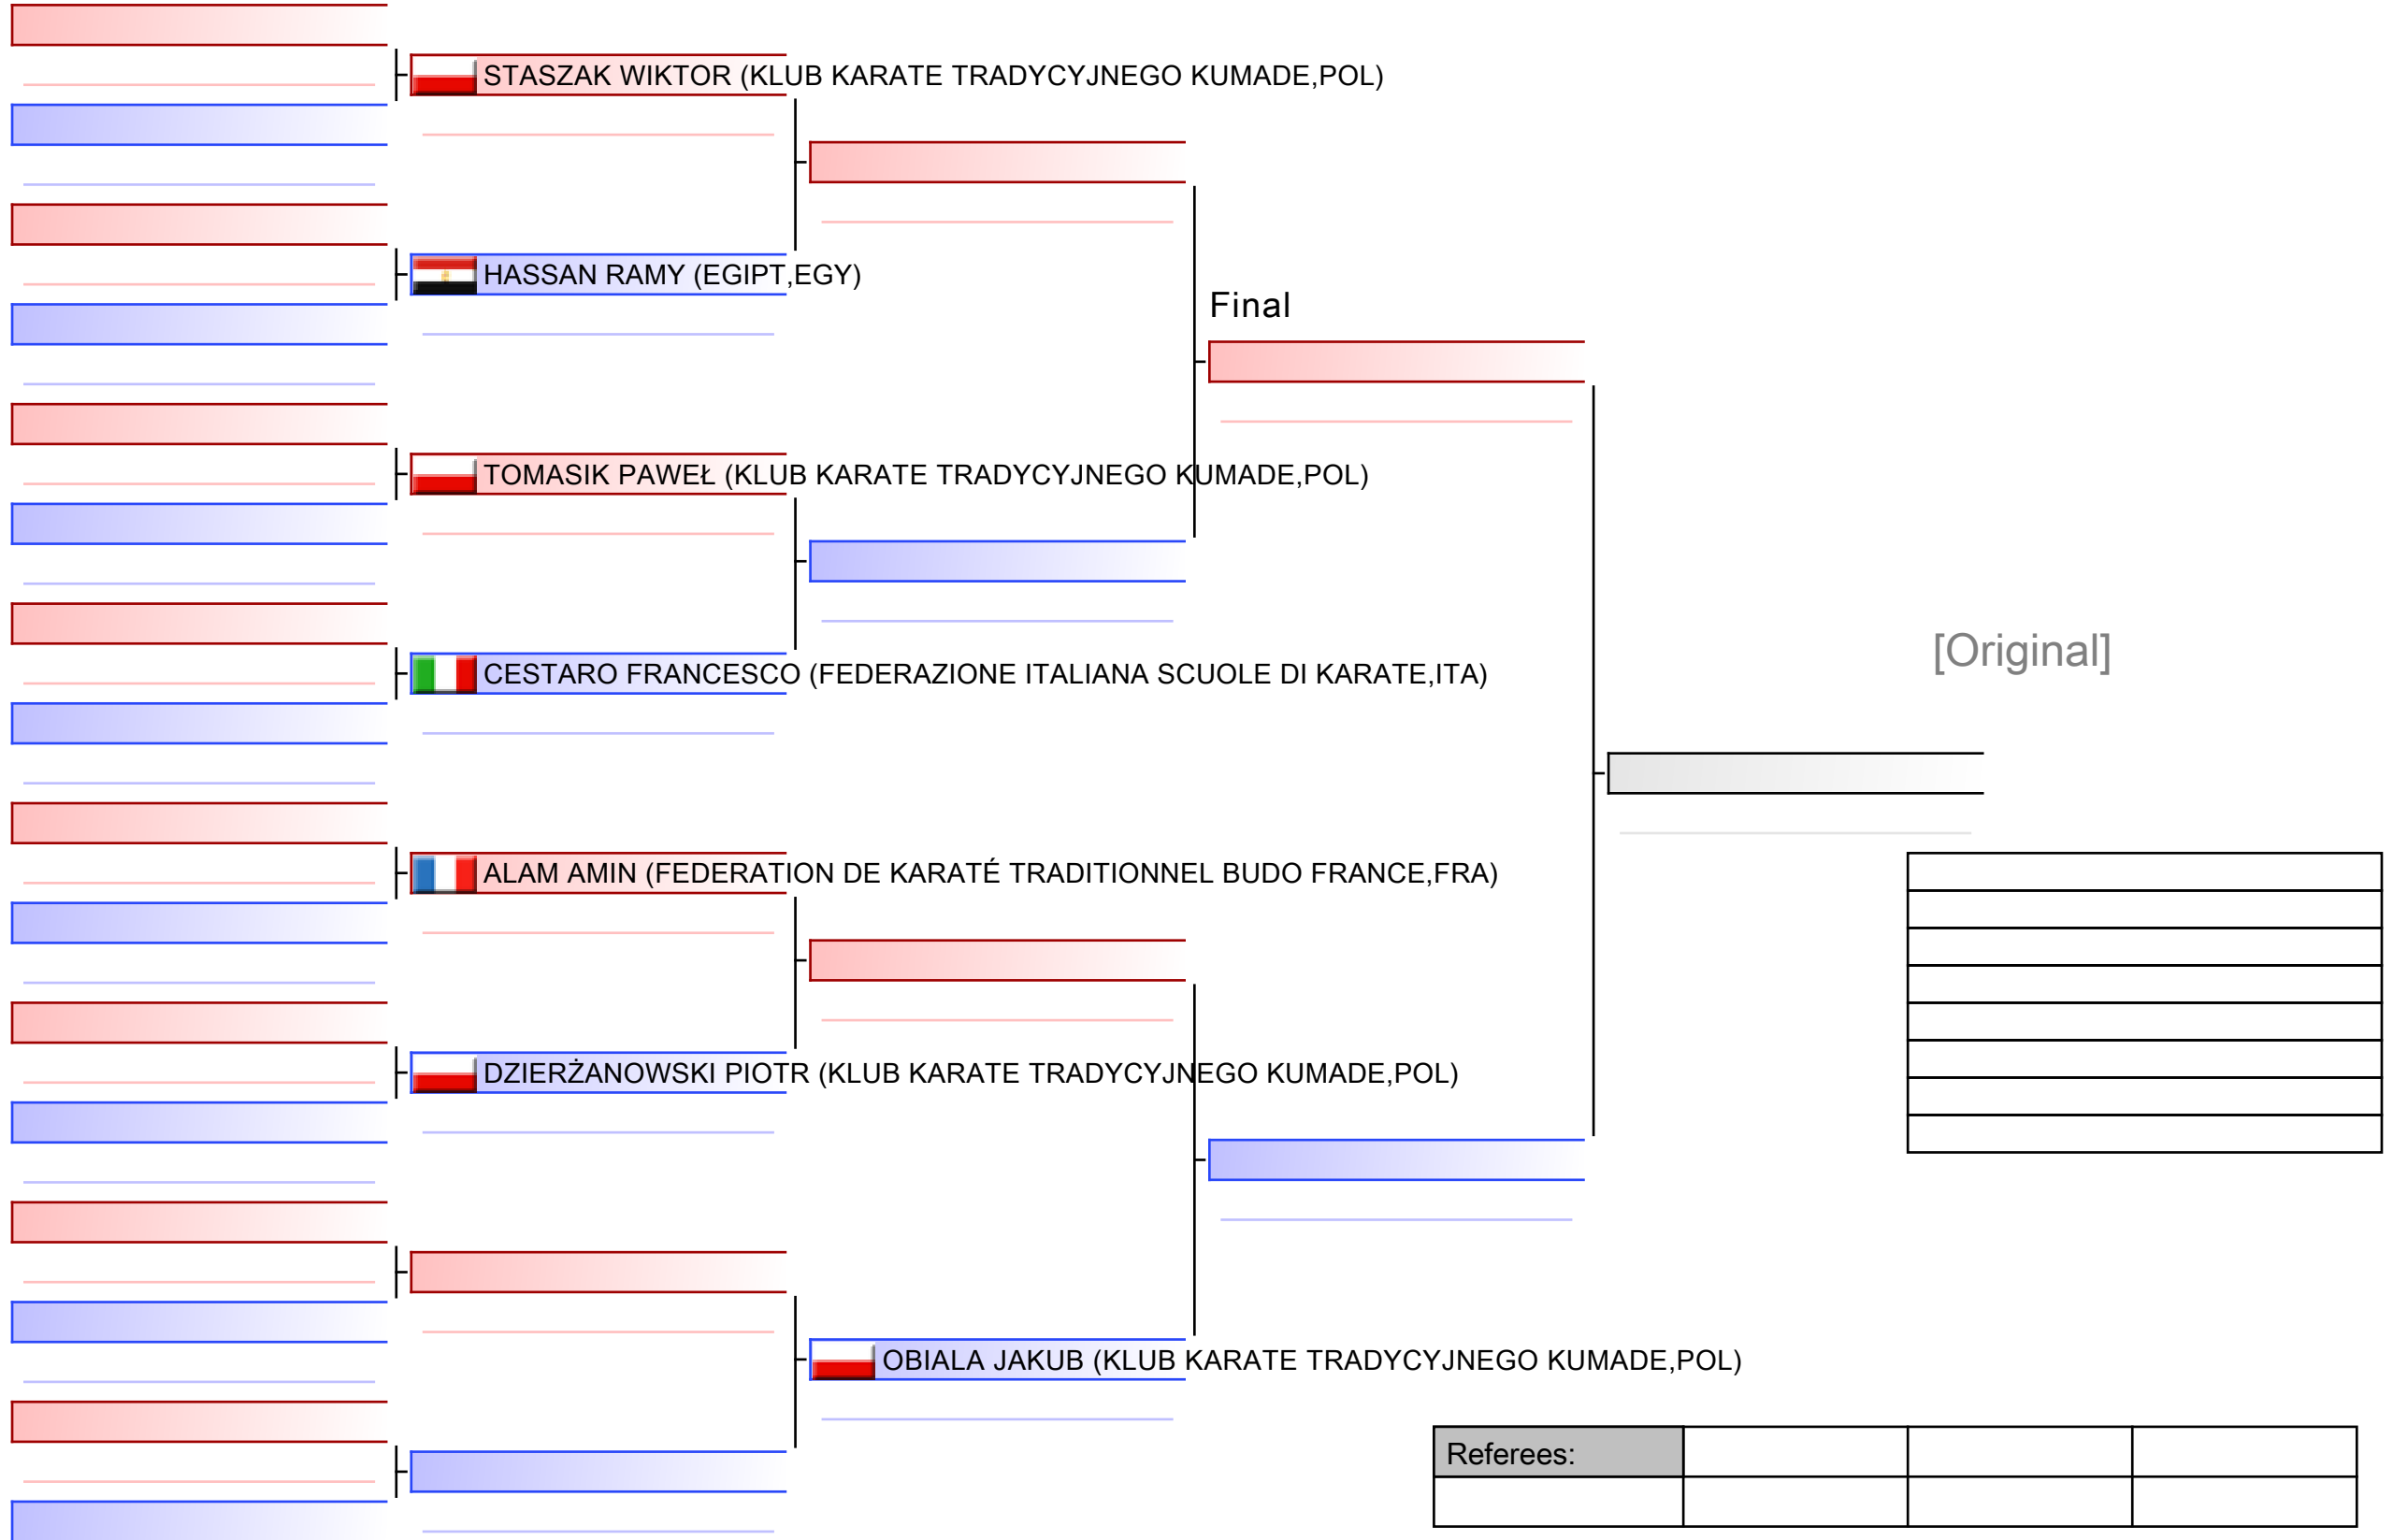 STASZAK WIKTOR (KLUB KARATE TRADYCYJNEGO KUMADE,POL)
HASSAN RAMY (EGIPT,EGY)
Final
TOMASIK PAWEŁ (KLUB KARATE TRADYCYJNEGO KUMADE,POL)
[Original]
CESTARO FRANCESCO (FEDERAZIONE ITALIANA SCUOLE DI KARATE,ITA)
ALAM AMIN (FEDERATION DE KARATÉ TRADITIONNEL BUDO FRANCE,FRA)
DZIERŻANOWSKI PIOTR (KLUB KARATE TRADYCYJNEGO KUMADE,POL)
OBIALA JAKUB (KLUB KARATE TRADYCYJNEGO KUMADE,POL)
Referees: